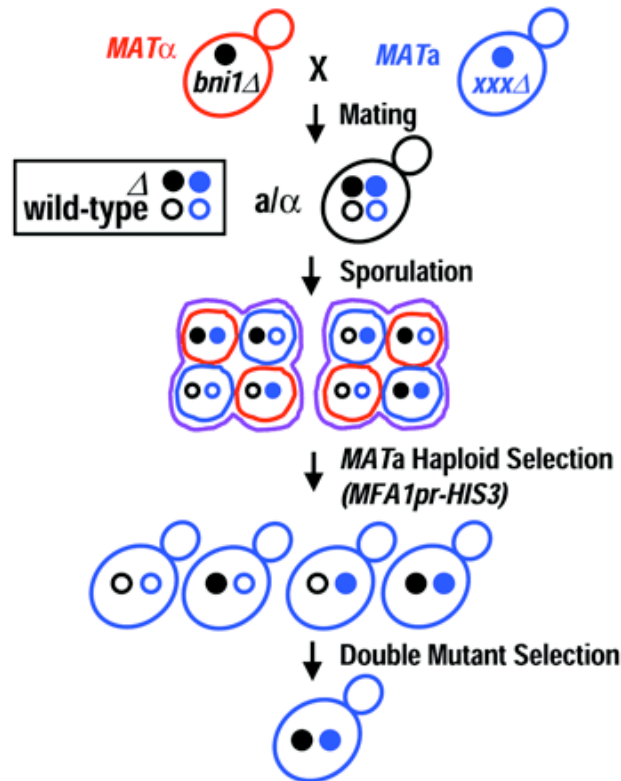 MATα
bni1Δ
X
MATa
xxxΔ
Mating
Δ
wild-type
a/α
Sporulation
MATa Haploid Selection
(MFA1pr-HIS3)
Double Mutant Selection